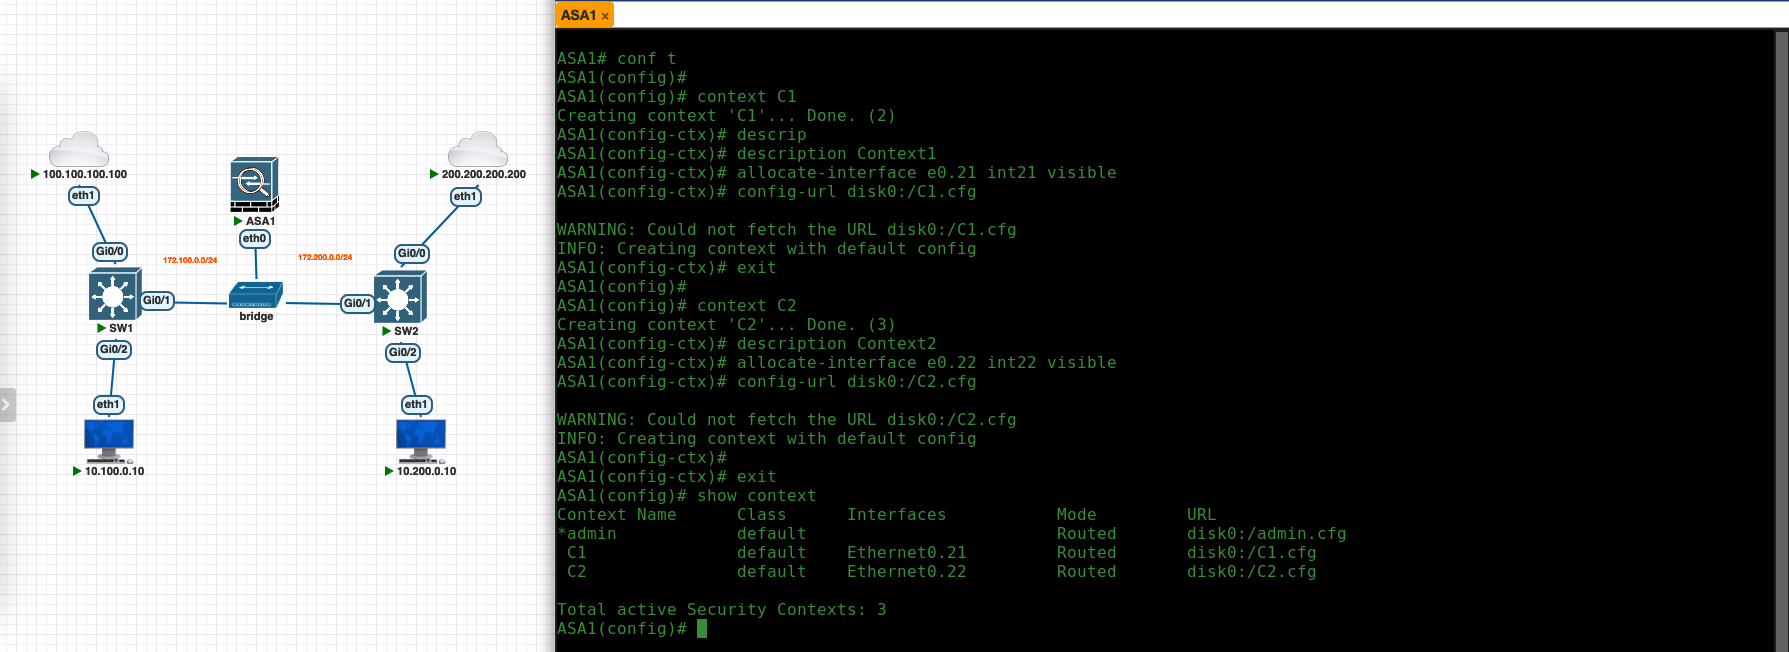 100.100.100.100
eth1
Gi0/0
SW1
Gi0/1
Gi0/2
eth1
10.100.0.10
ASA1
eth0
172.100.0.0/24
172.200.0.0/24
bridge
200.200.200.200
eth1
Gi0/0
Gi0/1
SW2
Gi0/2
eth1
10.200.0.10
ASA1 ×
ASA1# conf t
ASA1(config)#
ASA1(config)# context C1
Creating context 'C1'... Done. (2)
ASA1(config-ctx)# descrip
ASA1(config-ctx)# description Context1
ASA1(config-ctx)# allocate-interface e0.21 int21 visible
ASA1(config-ctx)# config-url disk0:/C1.cfg
WARNING: Could not fetch the URL disk0:/C1.cfg
INFO: Creating context with default config
ASA1(config-ctx)# exit
ASA1(config)#
ASA1(config)# context C2
Creating context 'C2'... Done. (3)
ASA1(config-ctx)# description Context2
ASA1(config-ctx)# allocate-interface e0.22 int22 visible
ASA1(config-ctx)# config-url disk0:/C2.cfg
WARNING: Could not fetch the URL disk0:/C2.cfg
INFO: Creating context with default config
ASA1(config-ctx)#
ASA1(config-ctx)# exit
ASA1(config)# show context
Context Name      Class      Interfaces           Mode         URL
*admin            default                         Routed       disk0:/admin.cfg
 C1               default    Ethernet0.21         Routed       disk0:/C1.cfg
 C2               default    Ethernet0.22         Routed       disk0:/C2.cfg
Total active Security Contexts: 3
ASA1(config)#